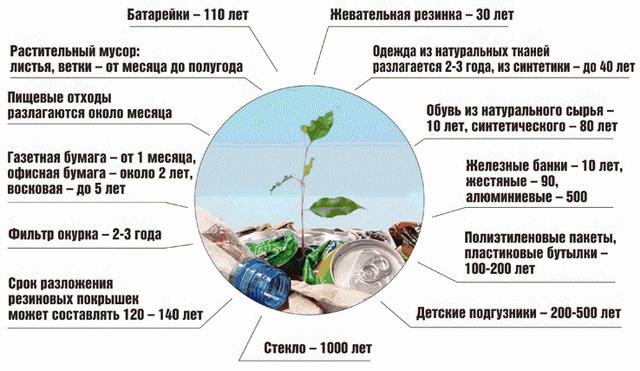 Батарейки – 110 лет
Жевательная резинка – 30 лет
Растительный мусор:
листья, ветки – от месяца до полугода
Одежда из натуральных тканей
разлагается 2-3 года, из синтетики – до 40 лет
Пищевые отходы
разлагаются около месяца
Обувь из натурального сырья –
10 лет, синтетического – 80 лет
Газетная бумага – от 1 месяца,
офисная бумага – около 2 лет,
восковая – до 5 лет
Железные банки – 10 лет,
жестяные – 90,
алюминиевые – 500
Фильтр окурка – 2-3 года
Полиэтиленовые пакеты,
пластиковые бутылки –
100-200 лет
Срок разложения
резиновых покрышек
может составлять 120 – 140 лет
Детские подгузники – 200-500 лет
Стекло – 1000 лет